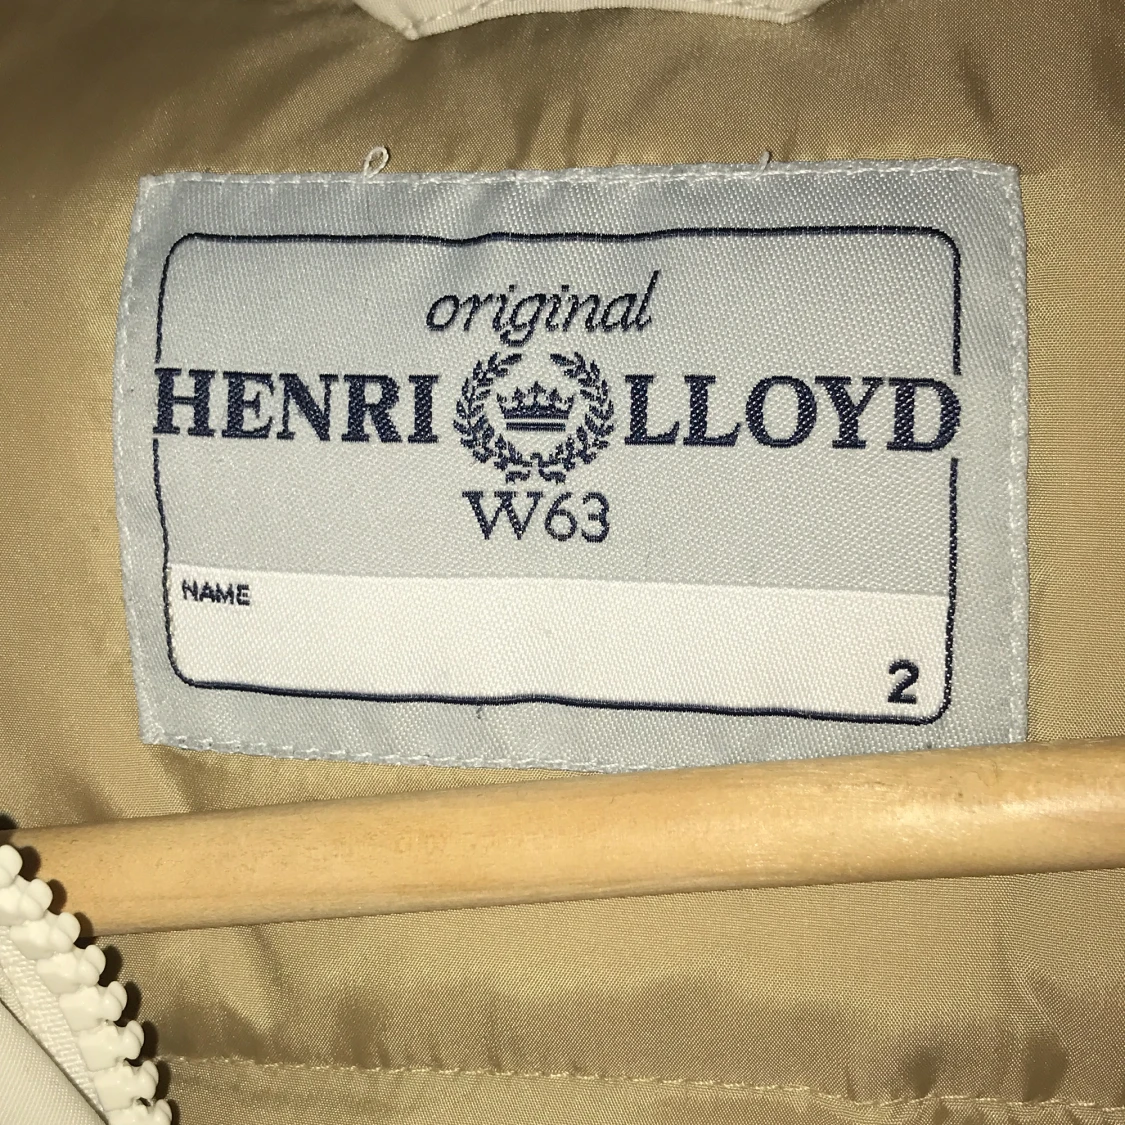 original
HENRI LLOYD
W63
NAME
2